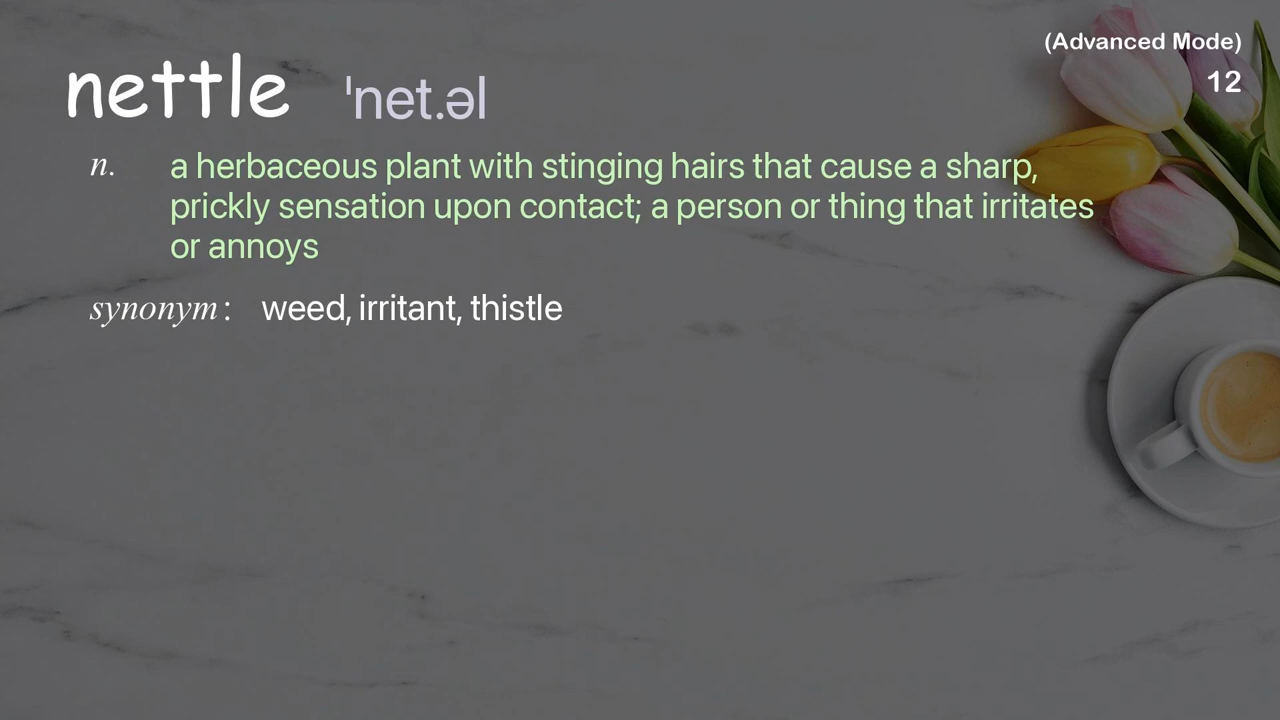 (Advanced Mode)
12
nettle ˈnet.əl
n. a herbaceous plant with stinging hairs that cause a sharp,
prickly sensation upon contact; a person or thing that irritates
or annoys
synonym: weed, irritant, thistle